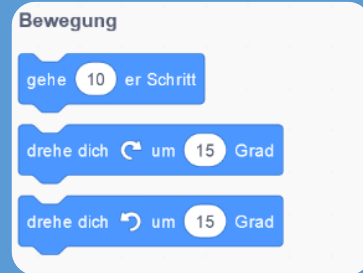 Bewegung
gehe 10 er Schritt
drehe dich um 15 Grad
drehe dich um 15 Grad